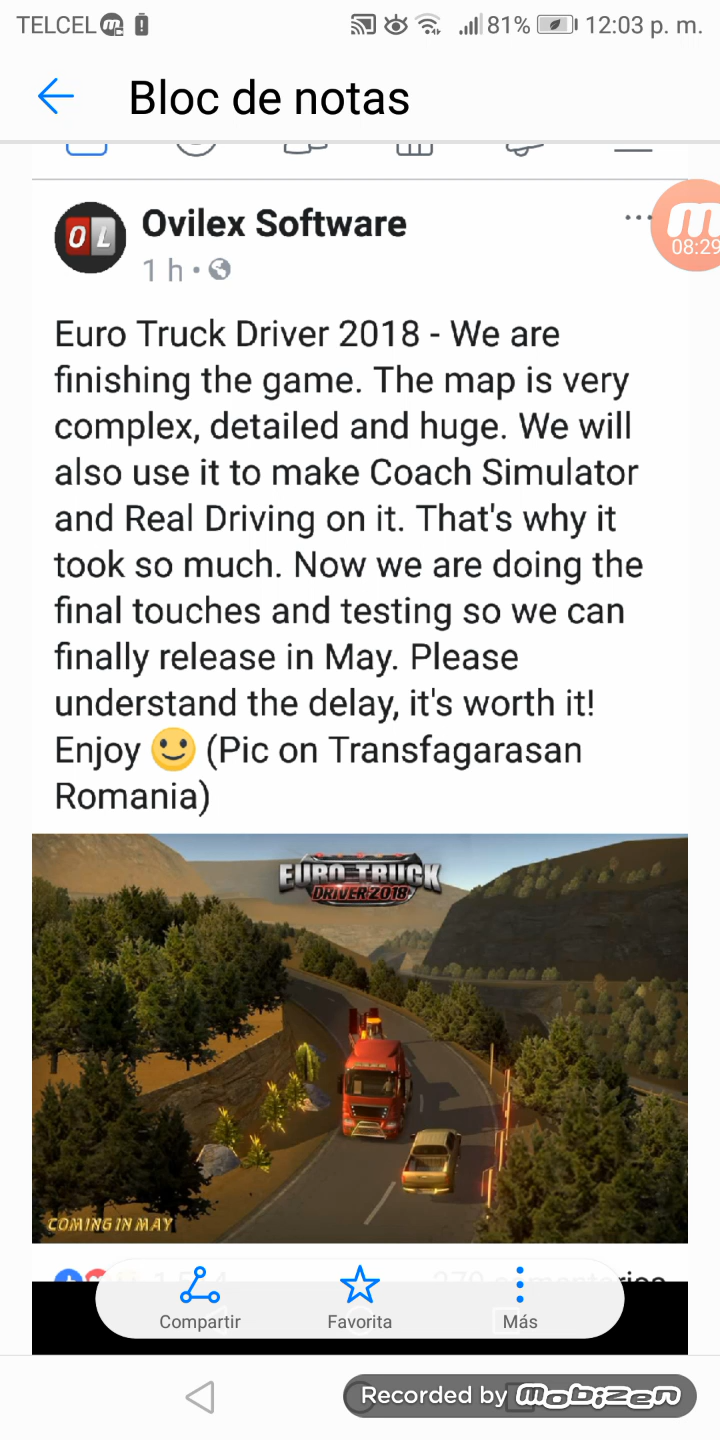 TELCEL 81% 12:03 p. m.
Bloc de notas
OL Ovilex Software
1 h
08:29
Euro Truck Driver 2018 - We are
finishing the game. The map is very
complex, detailed and huge. We will
also use it to make Coach Simulator
and Real Driving on it. That's why it
took so much. Now we are doing the
final touches and testing so we can
finally release in May. Please
understand the delay, it's worth it!
Enjoy 🙂 (Pic on Transfagarasan
Romania)
EURO TRUCK
DRIVER 2018
COMING IN MAY
Compartir Favorita Más
Recorded by mobizen